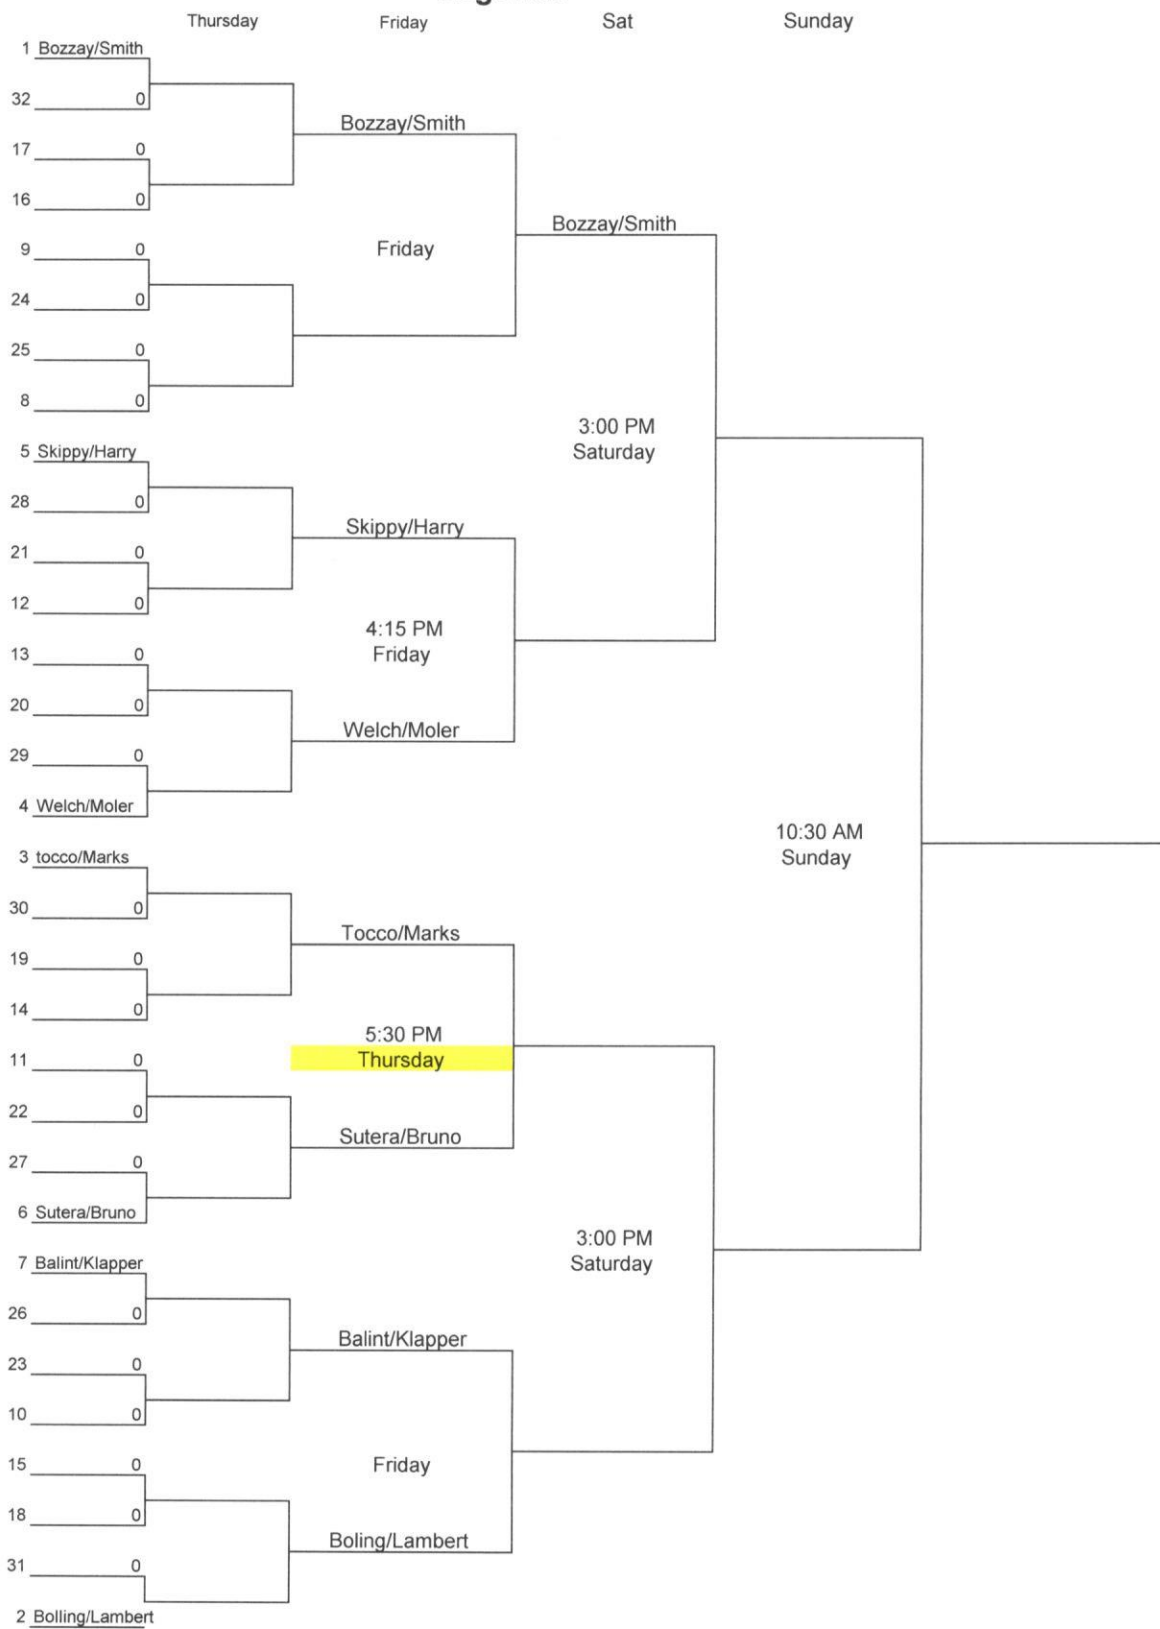 Thursday Friday Sat Sunday
1 Bozzay/Smith
32 0
Bozzay/Smith
17 0
16 0
Bozzay/Smith
9 0
Friday
24 0
25 0
8 0
3:00 PM
Saturday
5 Skippy/Harry
28 0
Skippy/Harry
21 0
12 0
4:15 PM
Friday
13 0
20 0
Welch/Moler
29 0
4 Welch/Moler
10:30 AM
Sunday
3 tocco/Marks
30 0
Tocco/Marks
19 0
14 0
5:30 PM
Thursday
11 0
22 0
Sutera/Bruno
27 0
6 Sutera/Bruno
3:00 PM
Saturday
7 Balint/Klapper
26 0
Balint/Klapper
23 0
10 0
15 0
Friday
18 0
Boling/Lambert
31 0
2 Bolling/Lambert